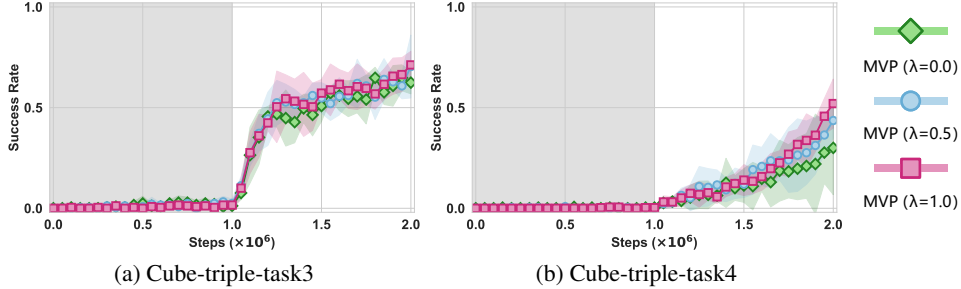 1.0
0.5
0.0
Success Rate
0.0
0.5
1.0
1.5
2.0
Steps (×10⁶)
(a) Cube-triple-task3
1.0
0.5
0.0
Success Rate
0.0
0.5
1.0
1.5
2.0
Steps (×10⁶)
(b) Cube-triple-task4
MVP (λ=0.0)
MVP (λ=0.5)
MVP (λ=1.0)